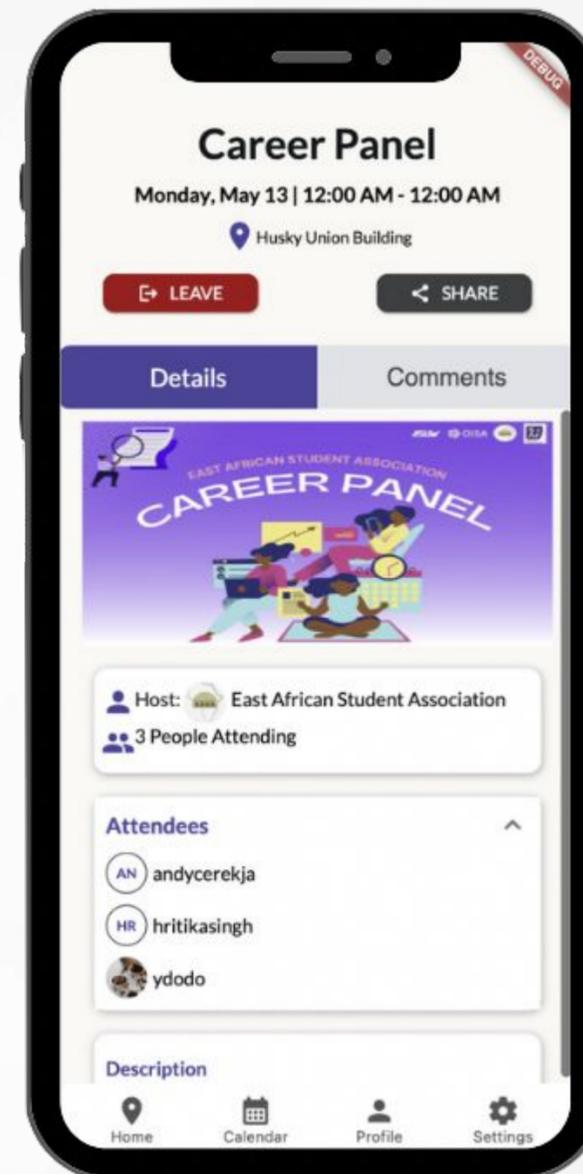 DEBUG
Career Panel
Monday, May 13 | 12:00 AM - 12:00 AM
Husky Union Building
LEAVE
SHARE
Details
Comments
EAST AFRICAN STUDENT ASSOCIATION
CAREER PANEL
Host: East African Student Association
3 People Attending
Attendees
AN andycerekja
HR hritikasingh
ydodo
Description
Home Calendar Profile Settings